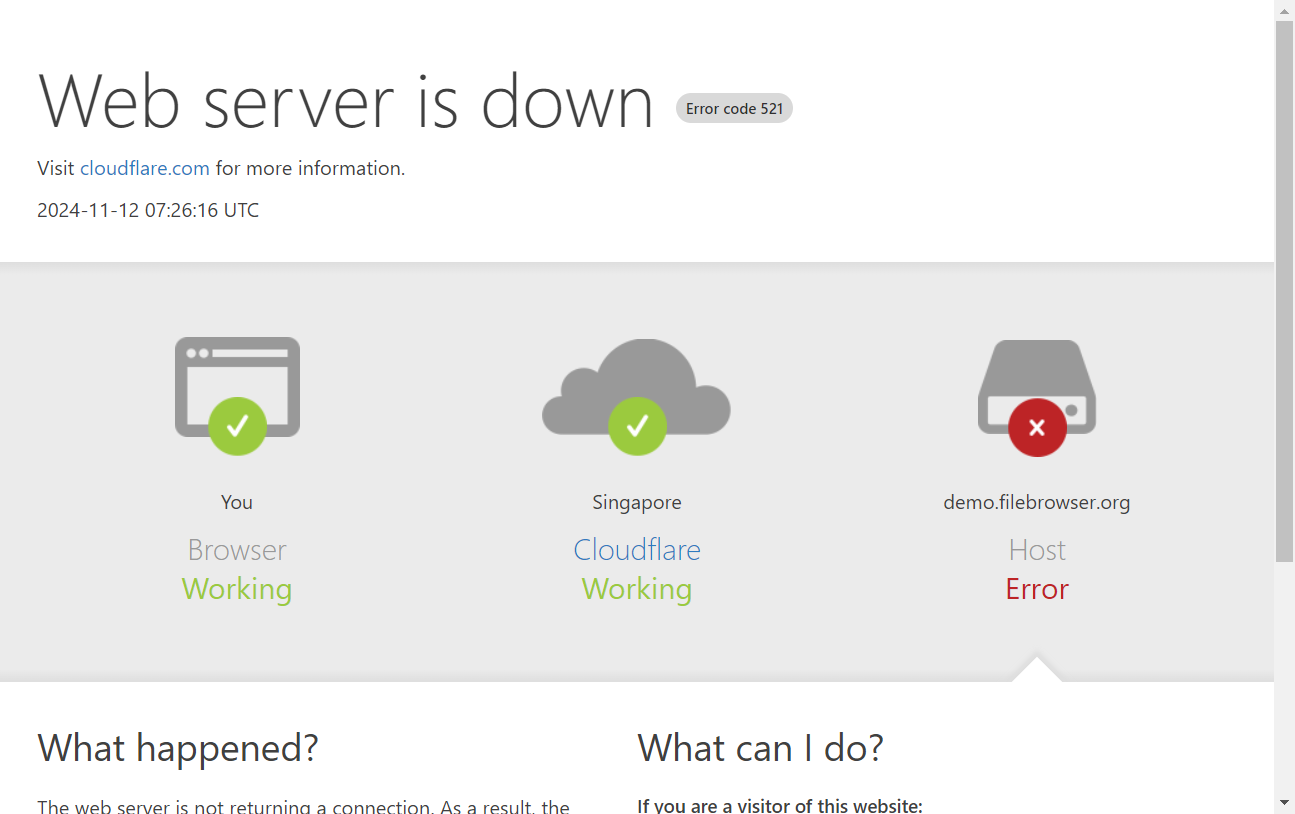 Web server is down Error code 521
Visit cloudflare.com for more information.
2024-11-12 07:26:16 UTC
You
Browser
Working
Singapore
Cloudflare
Working
demo.filebrowser.org
Host
Error
What happened?
The web server is not returning a connection. As a result, the
What can I do?
If you are a visitor of this website: